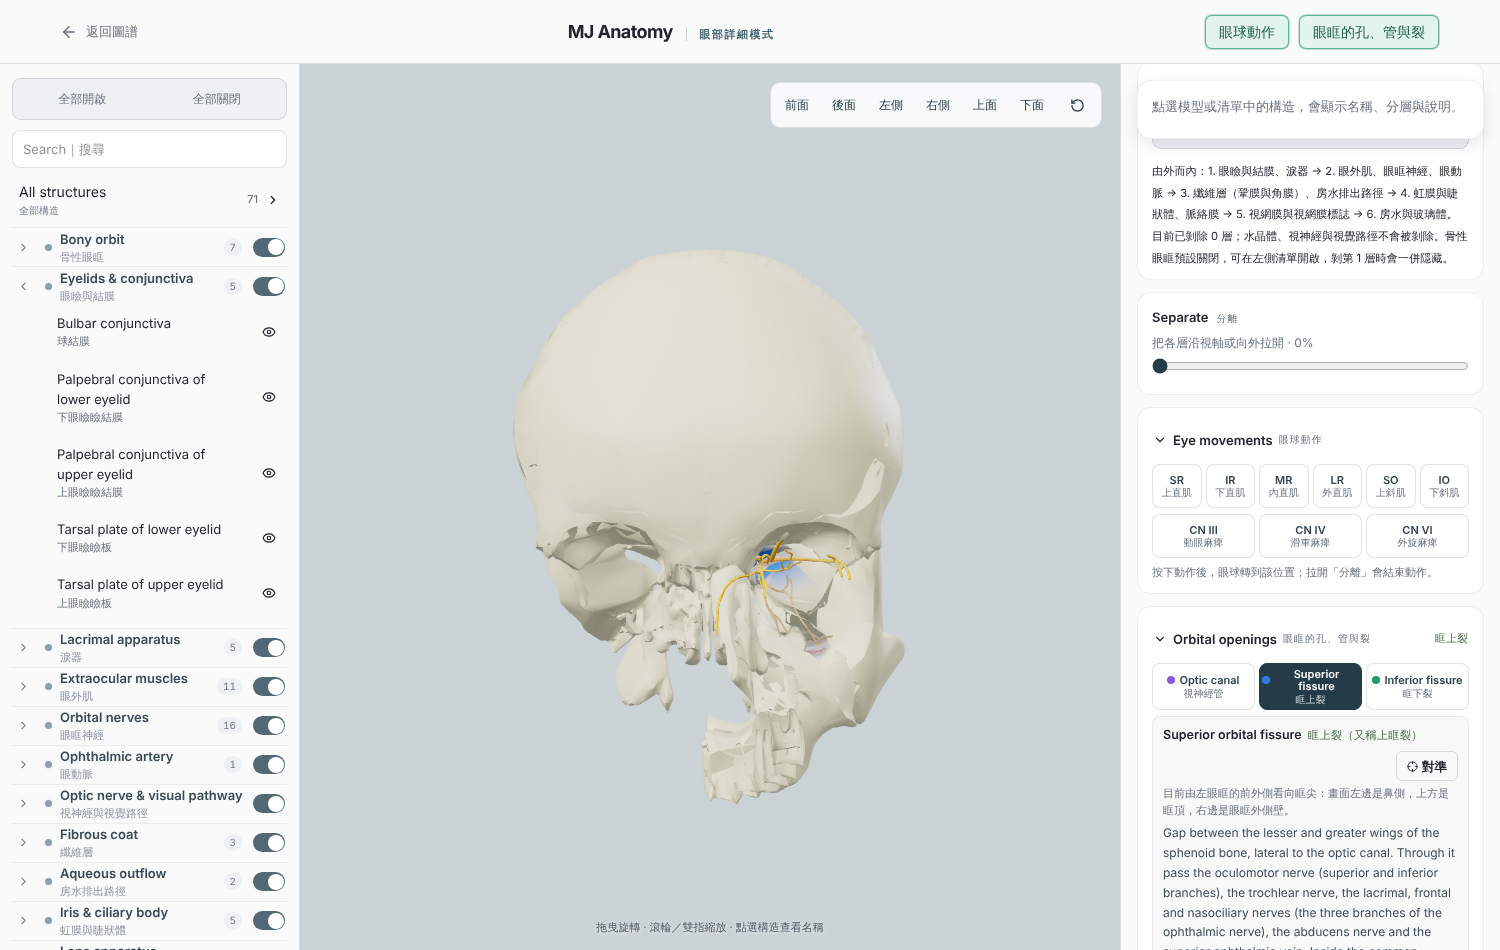 返回圖譜
MJ Anatomy
眼部詳細模式
眼球動作
眼眶的孔、管與裂
全部開啟
全部關閉
Search｜搜尋
All structures
全部構造
71
Bony orbit
骨性眼眶
7
Eyelids & conjunctiva
眼瞼與結膜
5
Bulbar conjunctiva
球結膜
Palpebral conjunctiva of
lower eyelid
下眼瞼瞼結膜
Palpebral conjunctiva of
upper eyelid
上眼瞼瞼結膜
Tarsal plate of lower eyelid
下眼瞼瞼板
Tarsal plate of upper eyelid
上眼瞼瞼板
Lacrimal apparatus
淚器
5
Extraocular muscles
眼外肌
11
Orbital nerves
眼眶神經
16
Ophthalmic artery
眼動脈
1
Optic nerve & visual pathway
視神經與視覺路徑
Fibrous coat
纖維層
3
Aqueous outflow
房水排出路徑
2
Iris & ciliary body
虹膜與睫狀體
5
前面
後面
左側
右側
上面
下面
拖曳旋轉 · 滾輪／雙指縮放 · 點選構造查看名稱
點選模型或清單中的構造，會顯示名稱、分層與說明。
由外而內：1. 眼瞼與結膜、淚器 → 2. 眼外肌、眼眶神經、眼動
脈 → 3. 纖維層（鞏膜與角膜）、房水排出路徑 → 4. 虹膜與睫
狀體、脈絡膜 → 5. 視網膜與視網膜標誌 → 6. 房水與玻璃體。
目前已剝除 0 層；水晶體、視神經與視覺路徑不會被剝除。骨性
眼眶預設關閉，可在左側清單開啟，剝第 1 層時會一併隱藏。
Separate 分離
把各層沿視軸或向外拉開 · 0%
Eye movements 眼球動作
SR
上直肌
IR
下直肌
MR
內直肌
LR
外直肌
SO
上斜肌
IO
下斜肌
CN III
動眼麻痺
CN IV
滑車麻痺
CN VI
外旋麻痺
按下動作後，眼球轉到該位置；拉開「分離」會結束動作。
Orbital openings 眼眶的孔、管與裂
眶上裂
Optic canal
視神經管
Superior
fissure
眶上裂
Inferior fissure
眶下裂
Superior orbital fissure 眶上裂（又稱上眶裂）
對準
目前由左眼眶的前外側看向眶尖：畫面左邊是鼻側，上方是
眶頂，右邊是眼眶外側壁。
Gap between the lesser and greater wings of the
sphenoid bone, lateral to the optic canal. Through it
pass the oculomotor nerve (superior and inferior
branches), the trochlear nerve, the lacrimal, frontal
and nasociliary nerves (the three branches of the
ophthalmic nerve), the abducens nerve and the